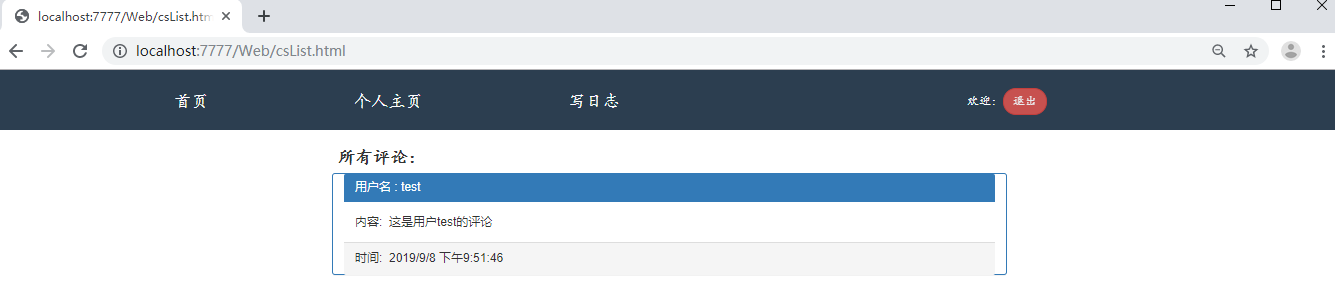 localhost:7777/Web/csList.htm
localhost:7777/Web/csList.html
首页 个人主页 写日志 欢迎： 退出
所有评论：
用户名 : test
内容: 这是用户test的评论
时间: 2019/9/8 下午9:51:46